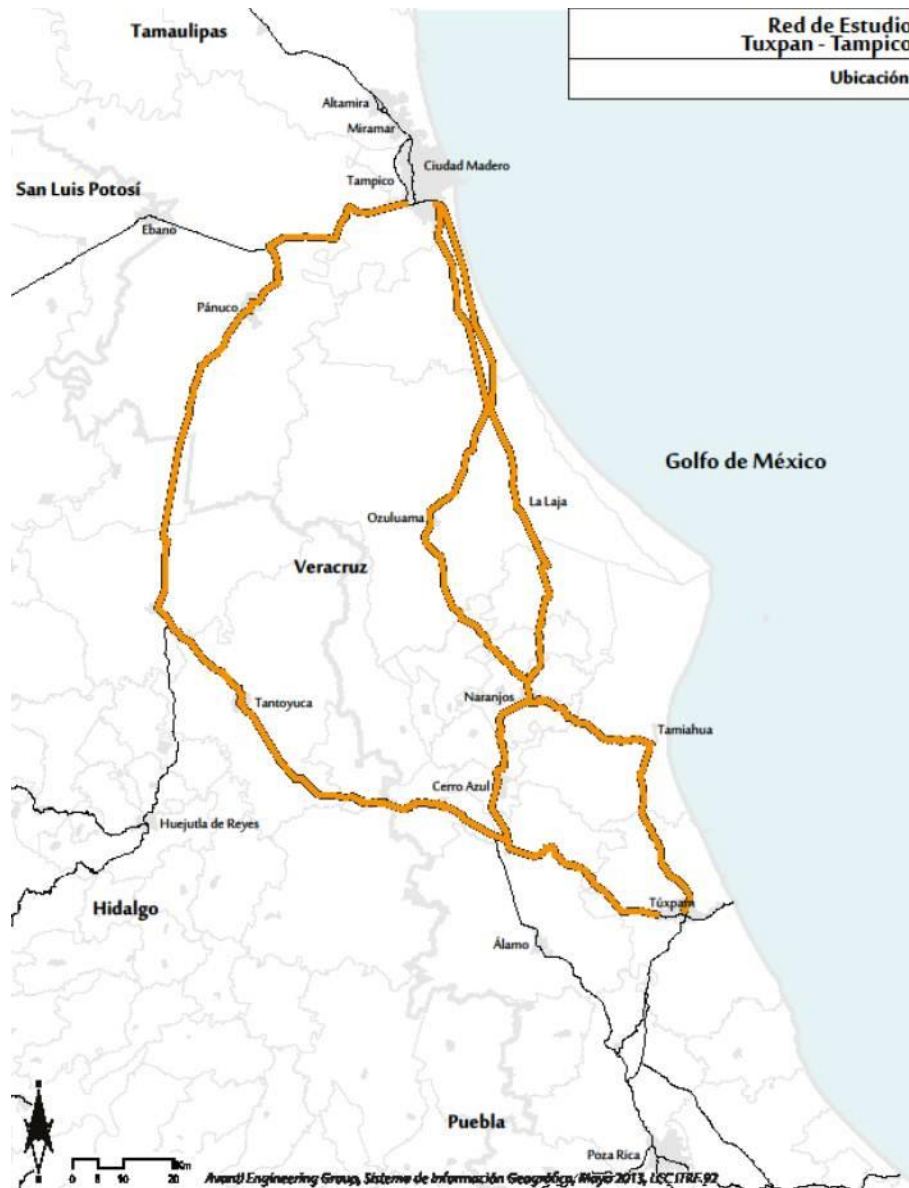 Red de Estudio
Tuxpan - Tampico
Ubicación
Tamaulipas
Altamira
Miramar
Ciudad Madero
Tampico
San Luis Potosí
Ebano
Pánuco
Golfo de México
La Laja
Ozuluama
Veracruz
Naranjos
Tantoyuca
Tamiahua
Cerro Azul
Huejutla de Reyes
Túxpam
Hidalgo
Álamo
Puebla
Poza Rica
0 5 10 20 Km
Avanti Engineering Group, Sistema de Información Geográfica, Mayo 2013, LCC ITRF 92